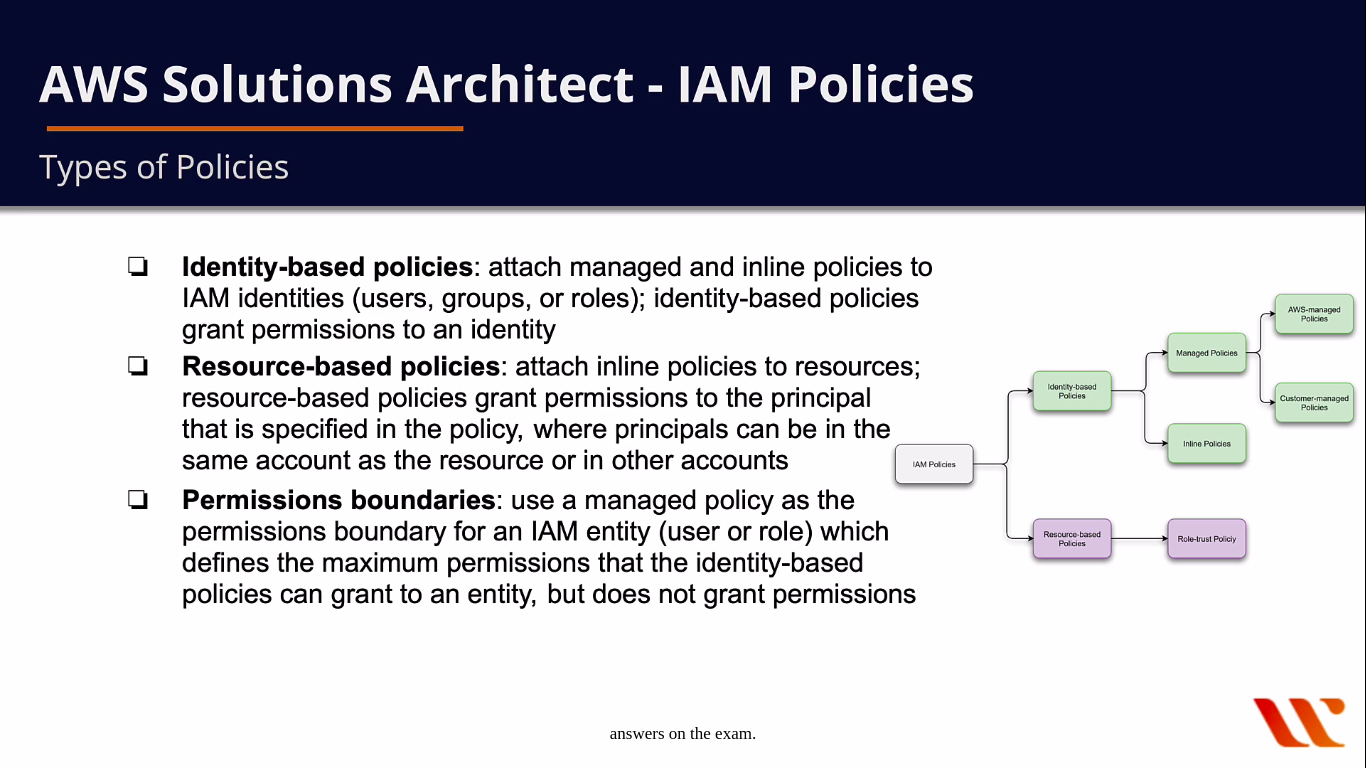 AWS Solutions Architect - IAM Policies
Types of Policies
❏ Identity-based policies: attach managed and inline policies to
IAM identities (users, groups, or roles); identity-based policies
grant permissions to an identity
❏ Resource-based policies: attach inline policies to resources;
resource-based policies grant permissions to the principal
that is specified in the policy, where principals can be in the
same account as the resource or in other accounts
❏ Permissions boundaries: use a managed policy as the
permissions boundary for an IAM entity (user or role) which
defines the maximum permissions that the identity-based
policies can grant to an entity, but does not grant permissions
IAM Policies
Identity-based
Policies
Managed Policies
AWS-managed
Policies
Customer-managed
Policies
Inline Policies
Resource-based
Policies
Role-trust Policiy
answers on the exam.